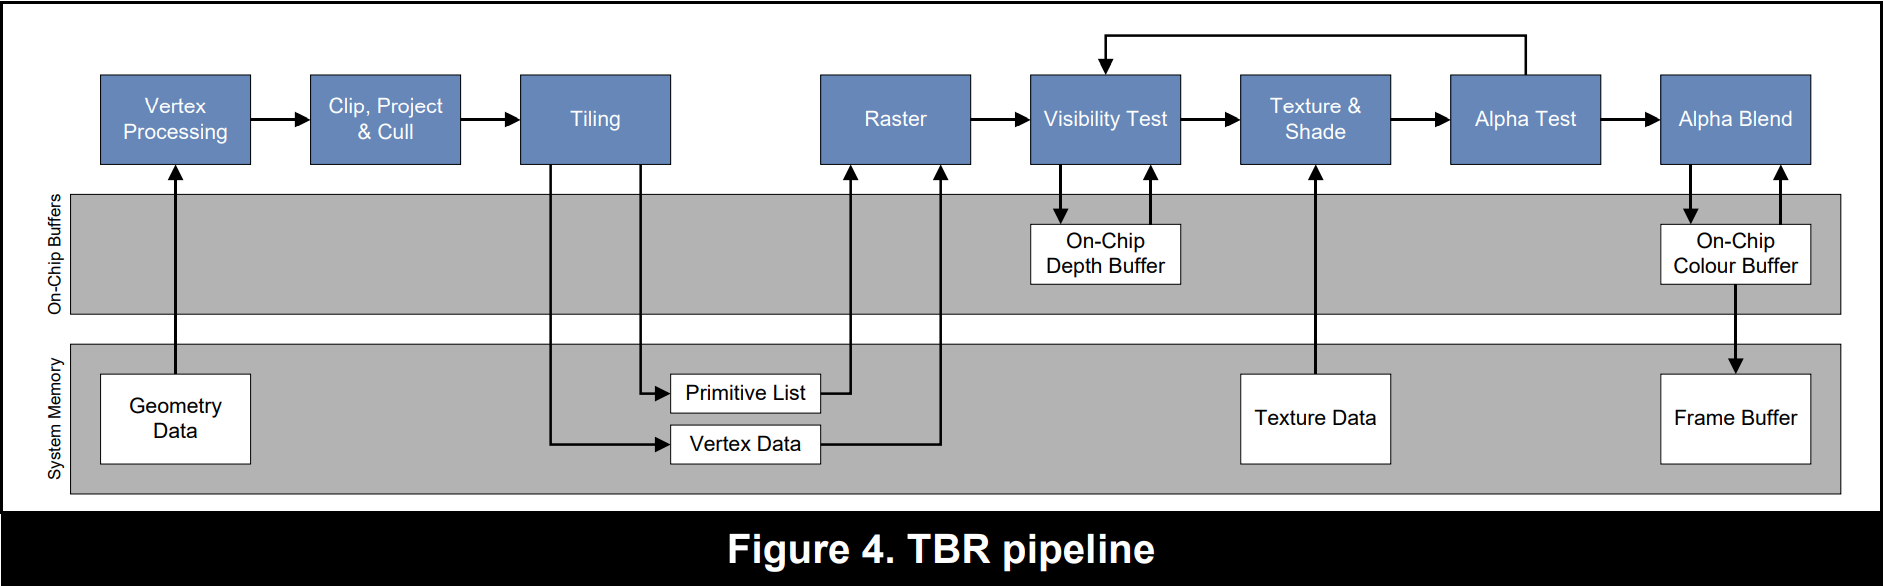 Vertex
Processing
Clip, Project
& Cull
Tiling
Raster
Visibility Test
Texture &
Shade
Alpha Test
Alpha Blend
On-Chip Buffers
On-Chip
Depth Buffer
On-Chip
Colour Buffer
System Memory
Geometry
Data
Primitive List
Vertex Data
Texture Data
Frame Buffer
Figure 4. TBR pipeline